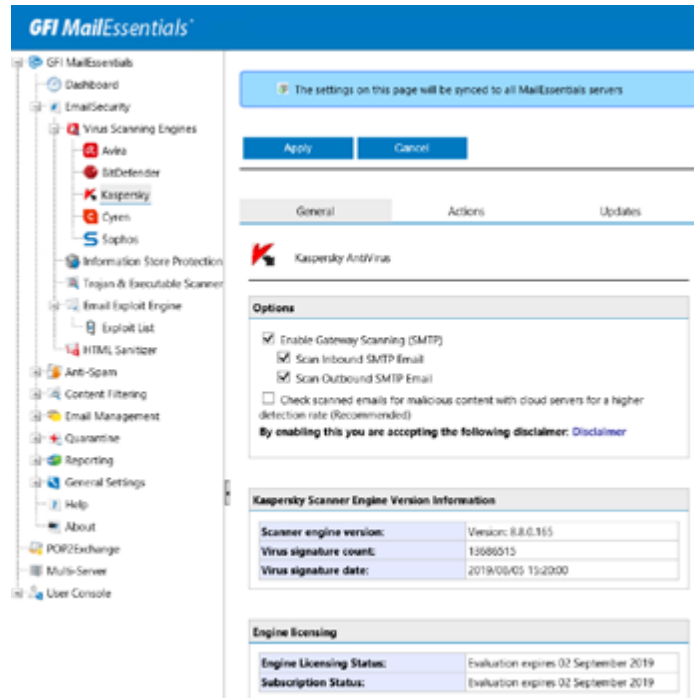 GFI MailEssentials
GFI MailEssentials
Dashboard
EmailSecurity
Virus Scanning Engines
Avira
BitDefender
Kaspersky
Cyren
Sophos
Information Store Protection
Trojan & Executable Scanner
Email Exploit Engine
Exploit List
HTML Sanitizer
Anti-Spam
Content Filtering
Email Management
Quarantine
Reporting
General Settings
Help
About
POP2Exchange
Multi-Server
User Console
The settings on this page will be synced to all MailEssentials servers
Apply Cancel
General Actions Updates
Kaspersky AntiVirus
Options
Enable Gateway Scanning (SMTP)
Scan Inbound SMTP Email
Scan Outbound SMTP Email
Check scanned emails for malicious content with cloud servers for a higher
detection rate (Recommended)
By enabling this you are accepting the following disclaimer: Disclaimer
Kaspersky Scanner Engine Version Information
Scanner engine version: Version: 8.8.0.165
Virus signature count: 13686515
Virus signature date: 2019/08/05 15:20:00
Engine licensing
Engine Licensing Status: Evaluation expires 02 September 2019
Subscription Status: Evaluation expires 02 September 2019